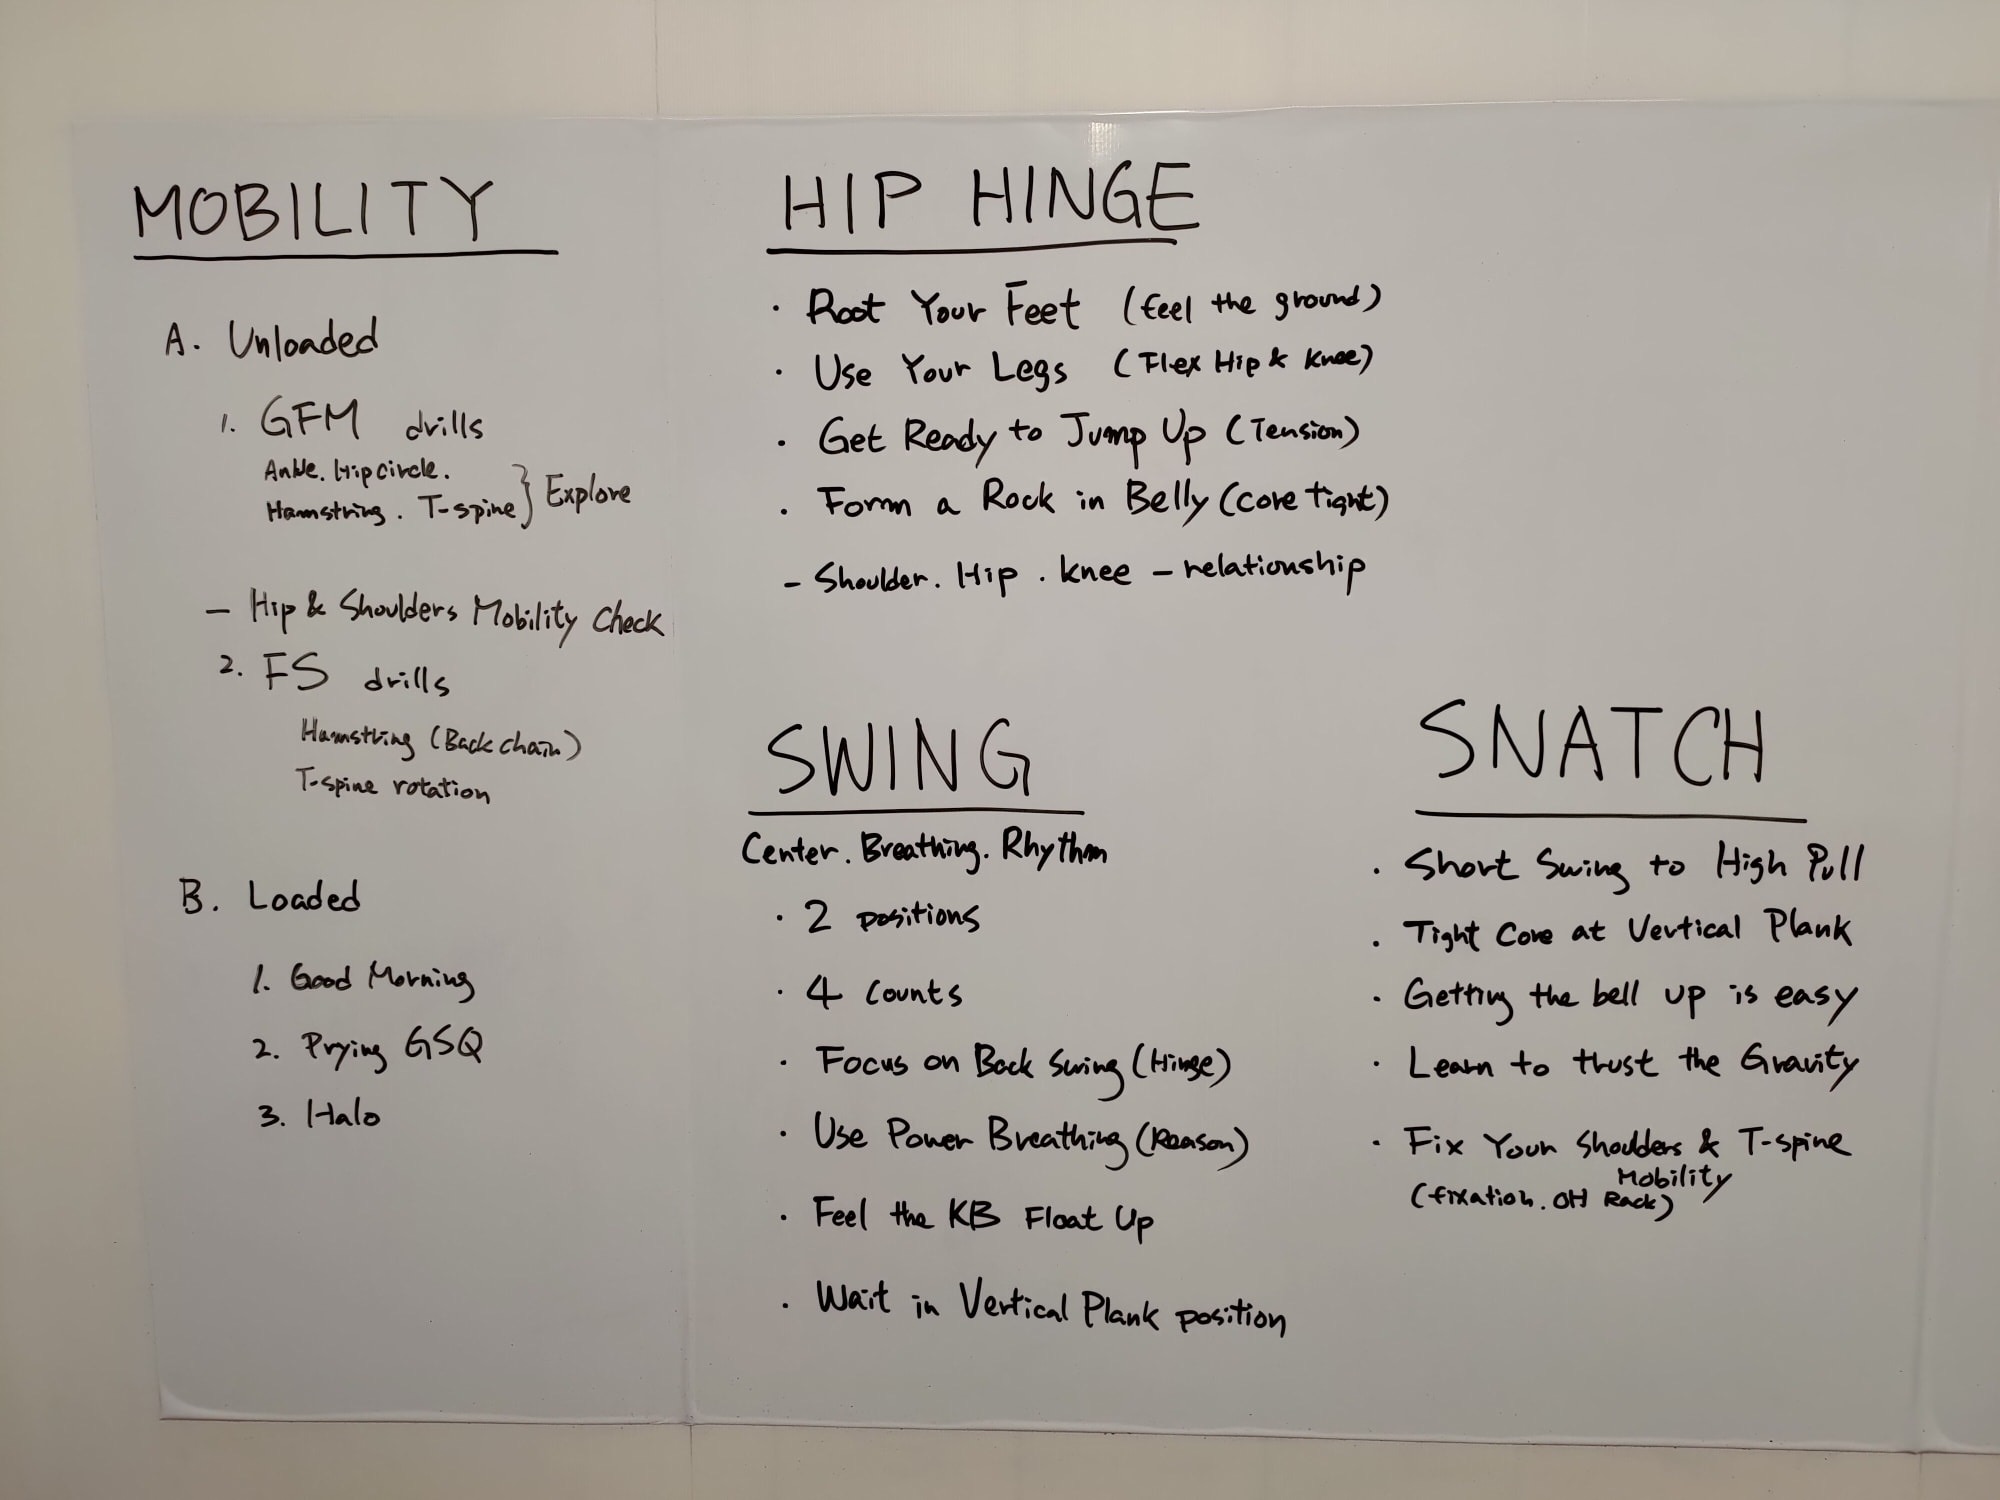 MOBILITY
A. Unloaded
1. GFM drills
Ankle. Hip circle.
Hamstring. T-spine } Explore
- Hip & Shoulders Mobility Check
2. FS drills
Hamstring (Back chain)
T-spine rotation
B. Loaded
1. Good Morning
2. Prying GSQ
3. Halo
HIP HINGE
· Root Your Feet (feel the ground)
· Use Your Legs (Flex Hip & Knee)
· Get Ready to Jump Up (Tension)
· Form a Rock in Belly (core tight)
- Shoulder. Hip. knee - relationship
SWING
Center. Breathing. Rhythm
· 2 positions
· 4 Counts
· Focus on Back Swing (Hinge)
· Use Power Breathing (Reason)
· Feel the KB Float Up
· Wait in Vertical Plank position
SNATCH
· Short Swing to High Pull
· Tight Core at Vertical Plank
· Getting the bell up is easy
· Learn to trust the Gravity
· Fix Your Shoulders & T-spine
Mobility
(fixation. OH Rack)